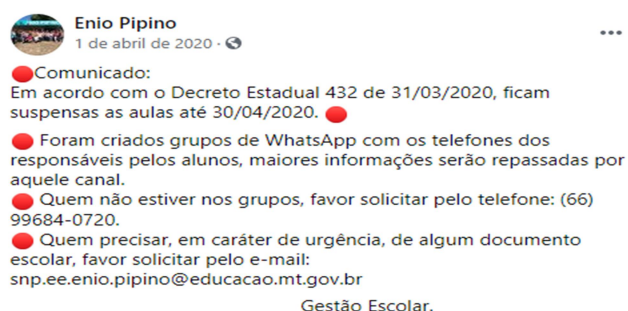 Enio Pipino
1 de abril de 2020 ·
🔴Comunicado:
Em acordo com o Decreto Estadual 432 de 31/03/2020, ficam
suspensas as aulas até 30/04/2020. 🔴
🔴 Foram criados grupos de WhatsApp com os telefones dos
responsáveis pelos alunos, maiores informações serão repassadas por
aquele canal.
🔴 Quem não estiver nos grupos, favor solicitar pelo telefone: (66)
99684-0720.
🔴 Quem precisar, em caráter de urgência, de algum documento
escolar, favor solicitar pelo e-mail:
snp.ee.enio.pipino@educacao.mt.gov.br
Gestão Escolar.